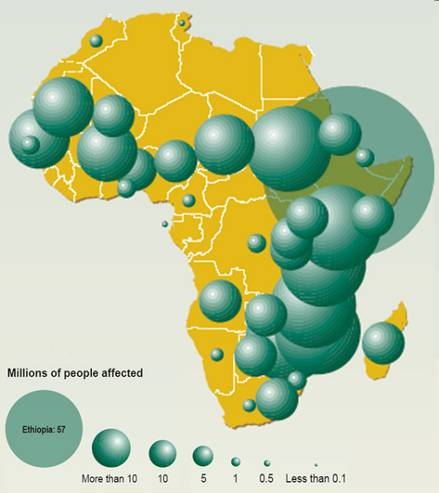 Millions of people affected
Ethiopia: 57
More than 10 10 5 1 0.5 Less than 0.1